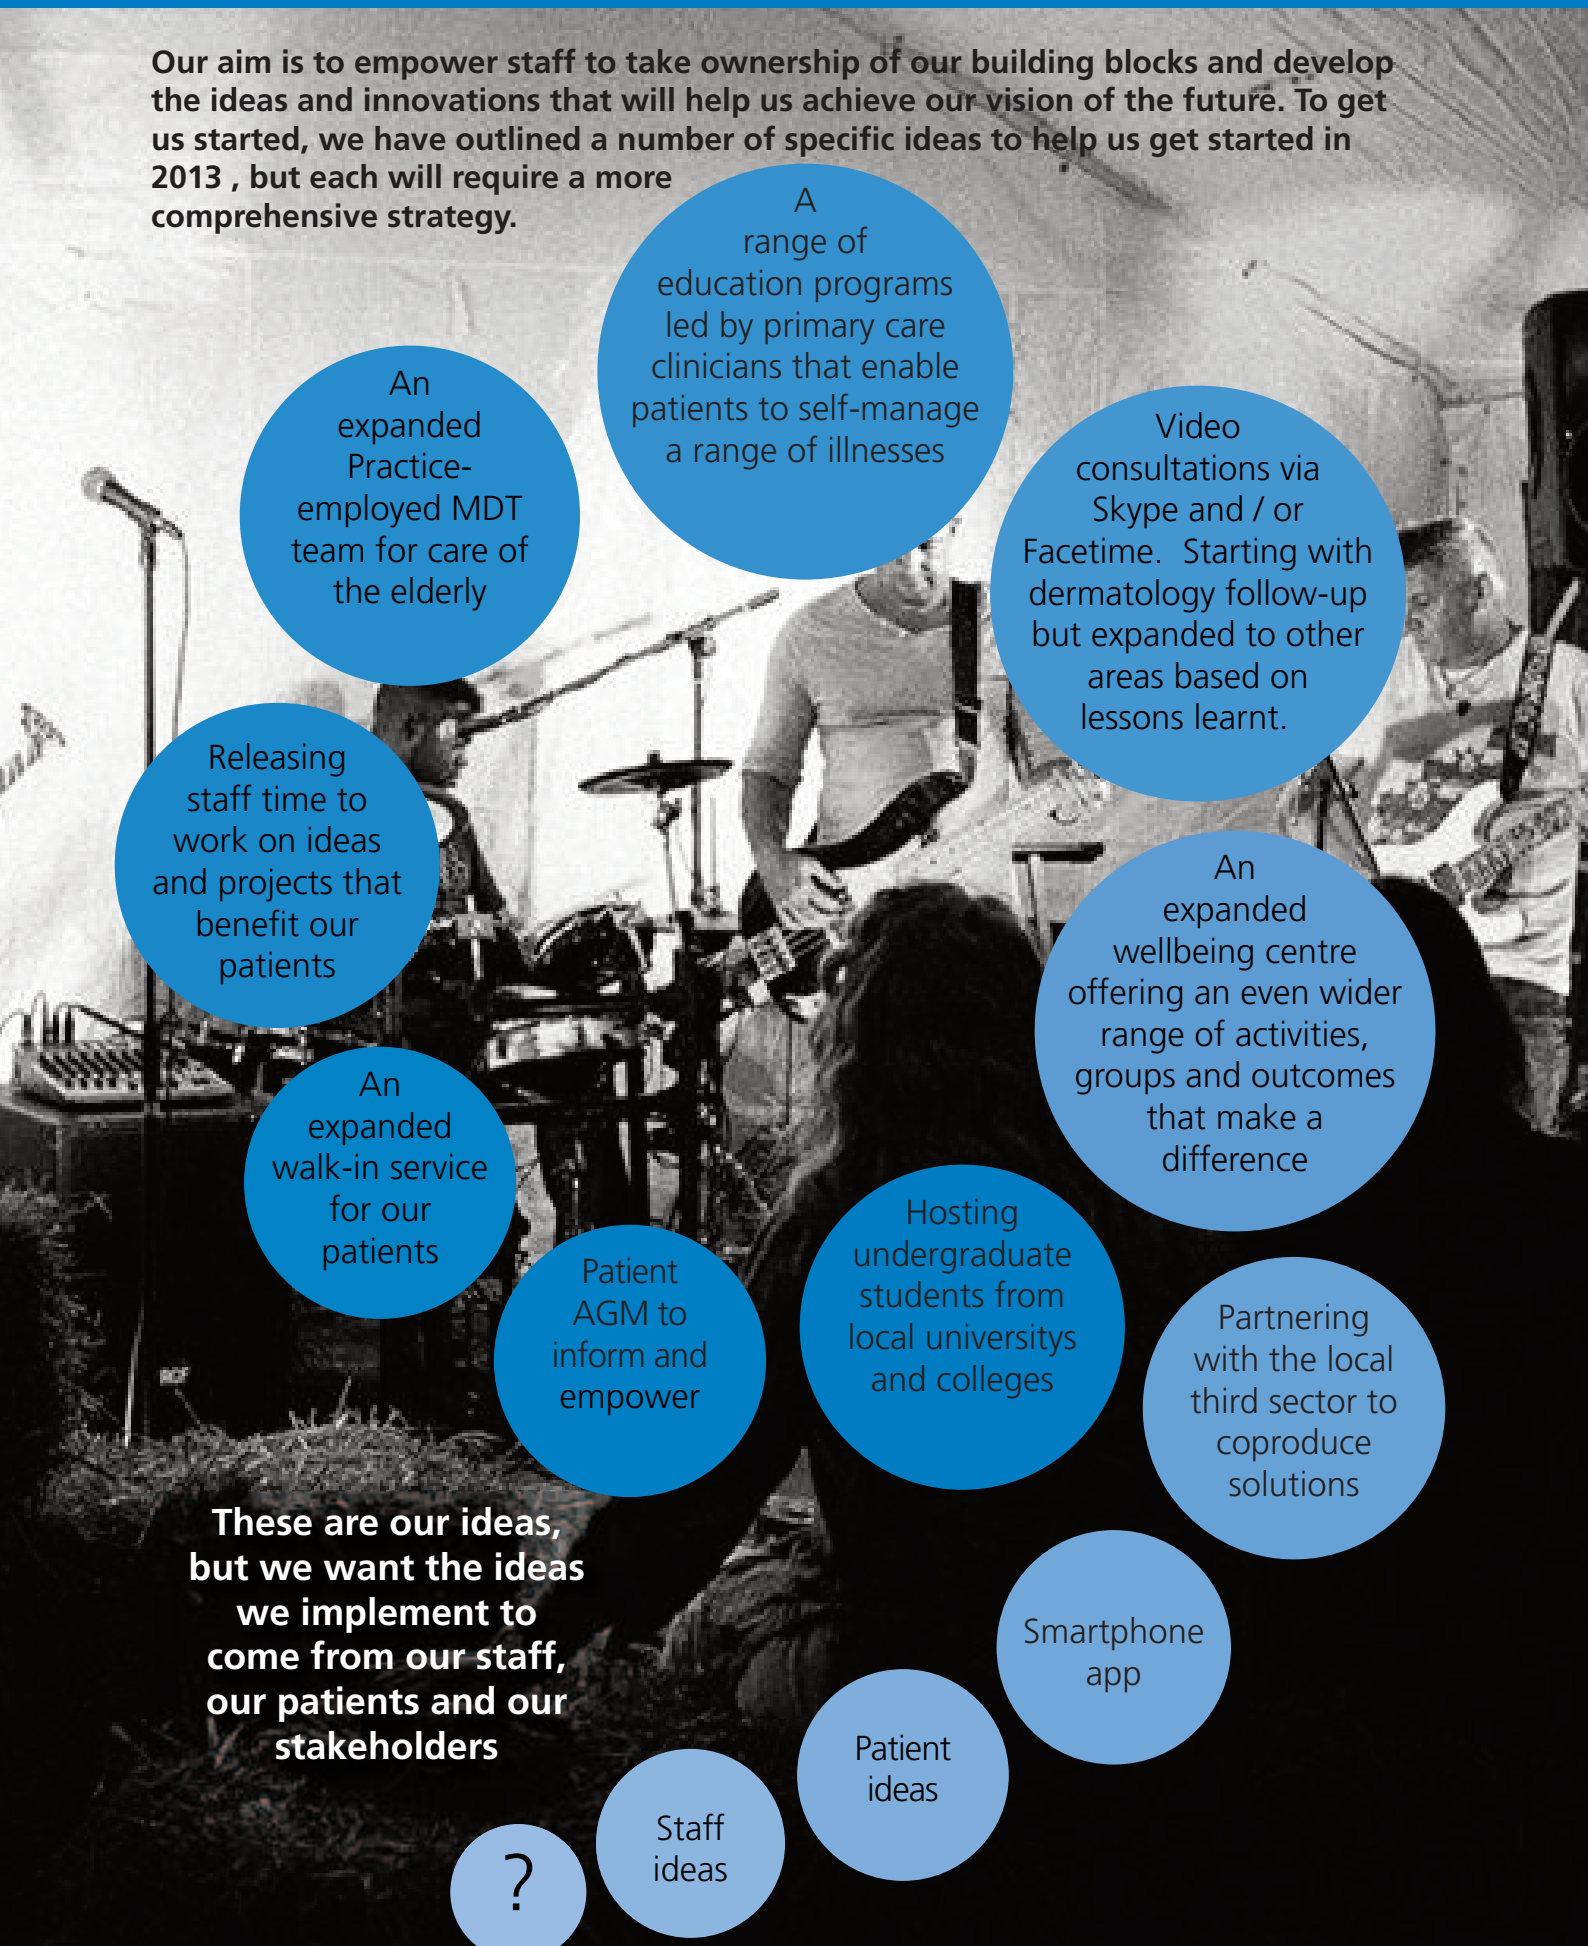 Our aim is to empower staff to take ownership of our building blocks and develop
the ideas and innovations that will help us achieve our vision of the future. To get
us started, we have outlined a number of specific ideas to help us get started in
2013 , but each will require a more
comprehensive strategy.
A
range of
education programs
led by primary care
clinicians that enable
patients to self-manage
a range of illnesses
An
expanded
Practice-
employed MDT
team for care of
the elderly
Video
consultations via
Skype and / or
Facetime.  Starting with
dermatology follow-up
but expanded to other
areas based on
lessons learnt.
Releasing
staff time to
work on ideas
and projects that
benefit our
patients
An
expanded
wellbeing centre
offering an even wider
range of activities,
groups and outcomes
that make a
difference
An
expanded
walk-in service
for our
patients
Patient
AGM to
inform and
empower
Hosting
undergraduate
students from
local universitys
and colleges
Partnering
with the local
third sector to
coproduce
solutions
These are our ideas,
but we want the ideas
we implement to
come from our staff,
our patients and our
stakeholders
Smartphone
app
Patient
ideas
Staff
ideas
?